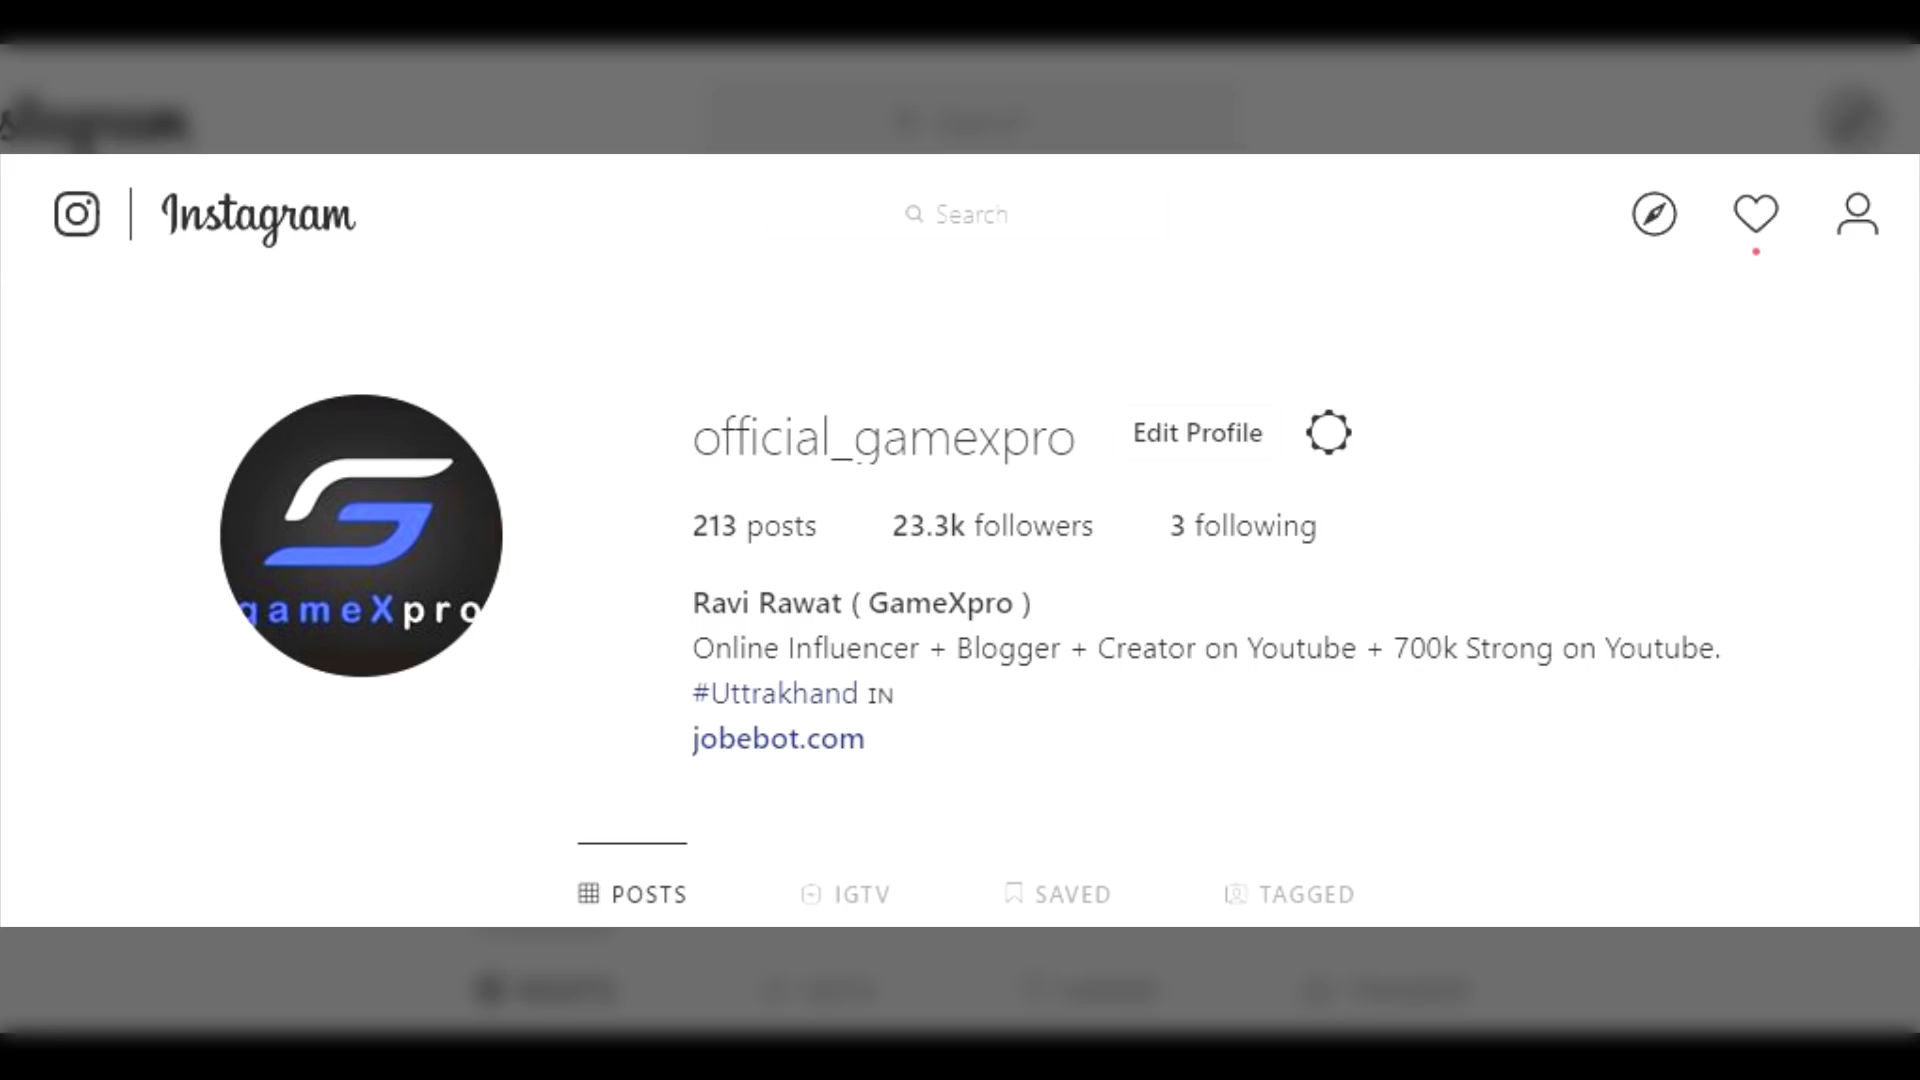 Instagram
Search
official_gamexpro Edit Profile
213 posts 23.3k followers 3 following
gameXpro
Ravi Rawat ( GameXpro )
Online Influencer + Blogger + Creator on Youtube + 700k Strong on Youtube.
#Uttrakhand IN
jobebot.com
POSTS IGTV SAVED TAGGED